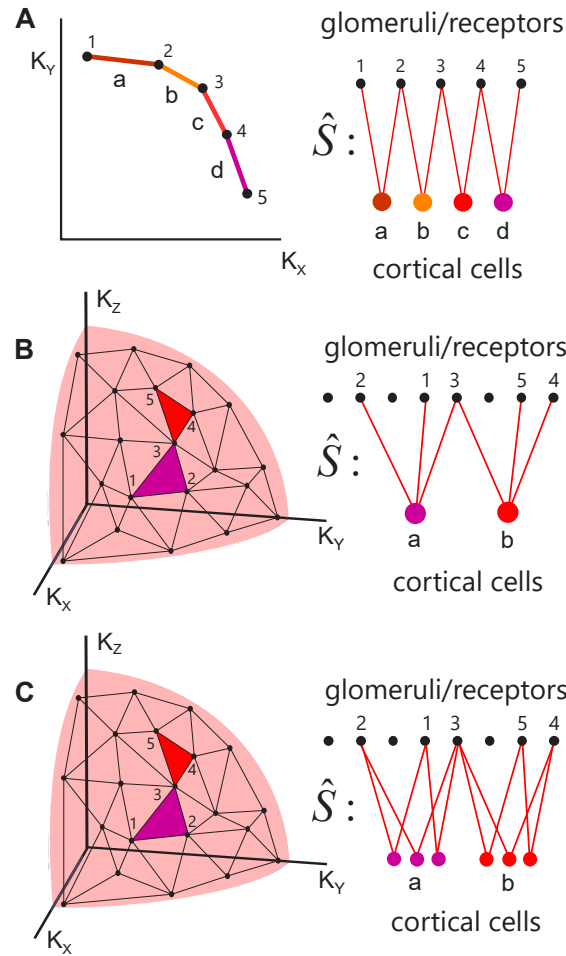 A
glomeruli/receptors
K_Y
1
2
3
4
5
a
b
c
d
K_X
1 2 3 4 5
Ŝ :
a b c d
cortical cells
B
K_Z
glomeruli/receptors
5
4
3
1
2
K_Y
K_X
2 1 3 5 4
Ŝ :
a b
cortical cells
C
K_Z
glomeruli/receptors
5
4
3
1
2
K_Y
K_X
2 1 3 5 4
Ŝ :
a b
cortical cells